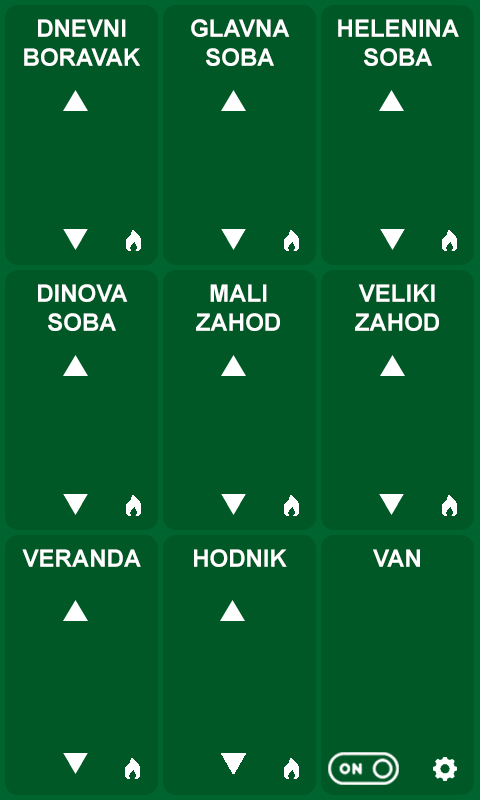 DNEVNI
BORAVAK
GLAVNA
SOBA
HELENINA
SOBA
DINOVA
SOBA
MALI
ZAHOD
VELIKI
ZAHOD
VERANDA
HODNIK
VAN
ON